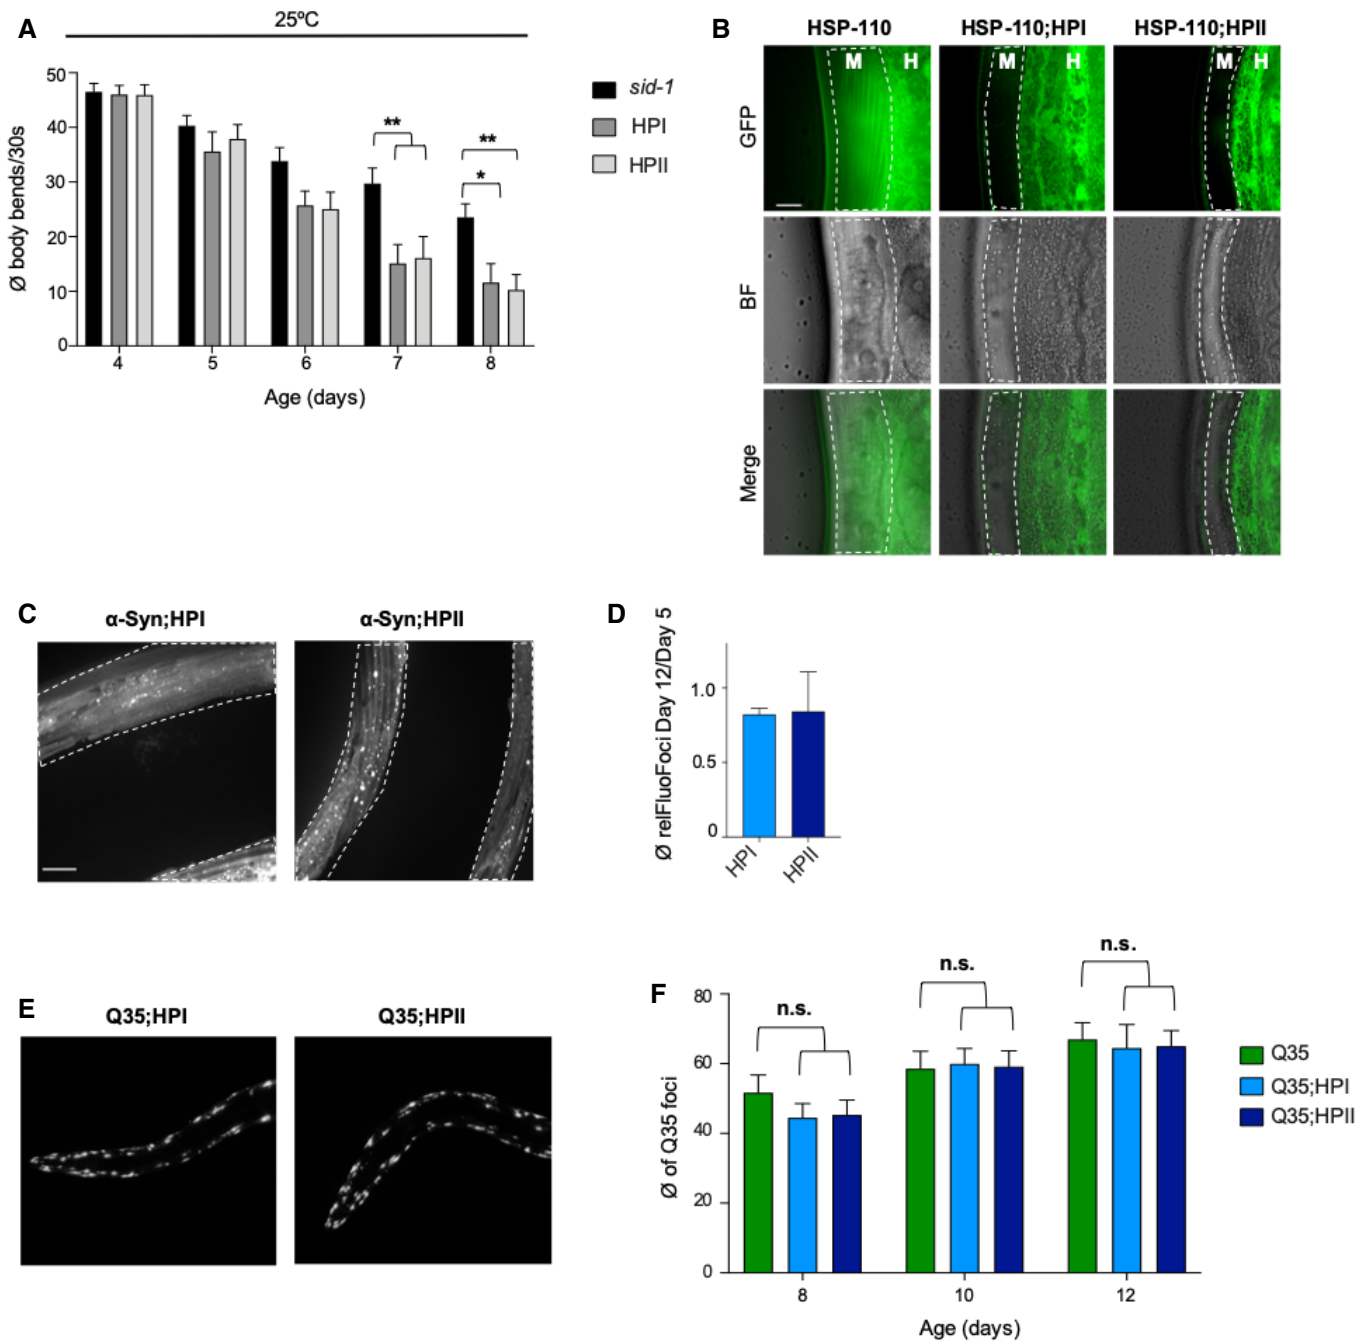 A
25ºC
Ø body bends/30s
50
40
30
20
10
0
**
**
*
4 5 6 7 8
Age (days)
sid-1
HPI
HPII
B
HSP-110 HSP-110;HPI HSP-110;HPII
GFP
M H M H M H
BF
Merge
C
α-Syn;HPI α-Syn;HPII
D
Ø relFluoFoci Day 12/Day 5
1.0
0.5
0
HPI HPII
E
Q35;HPI Q35;HPII
F
Ø of Q35 foci
80
60
40
20
0
n.s. n.s. n.s.
8 10 12
Age (days)
Q35
Q35;HPI
Q35;HPII